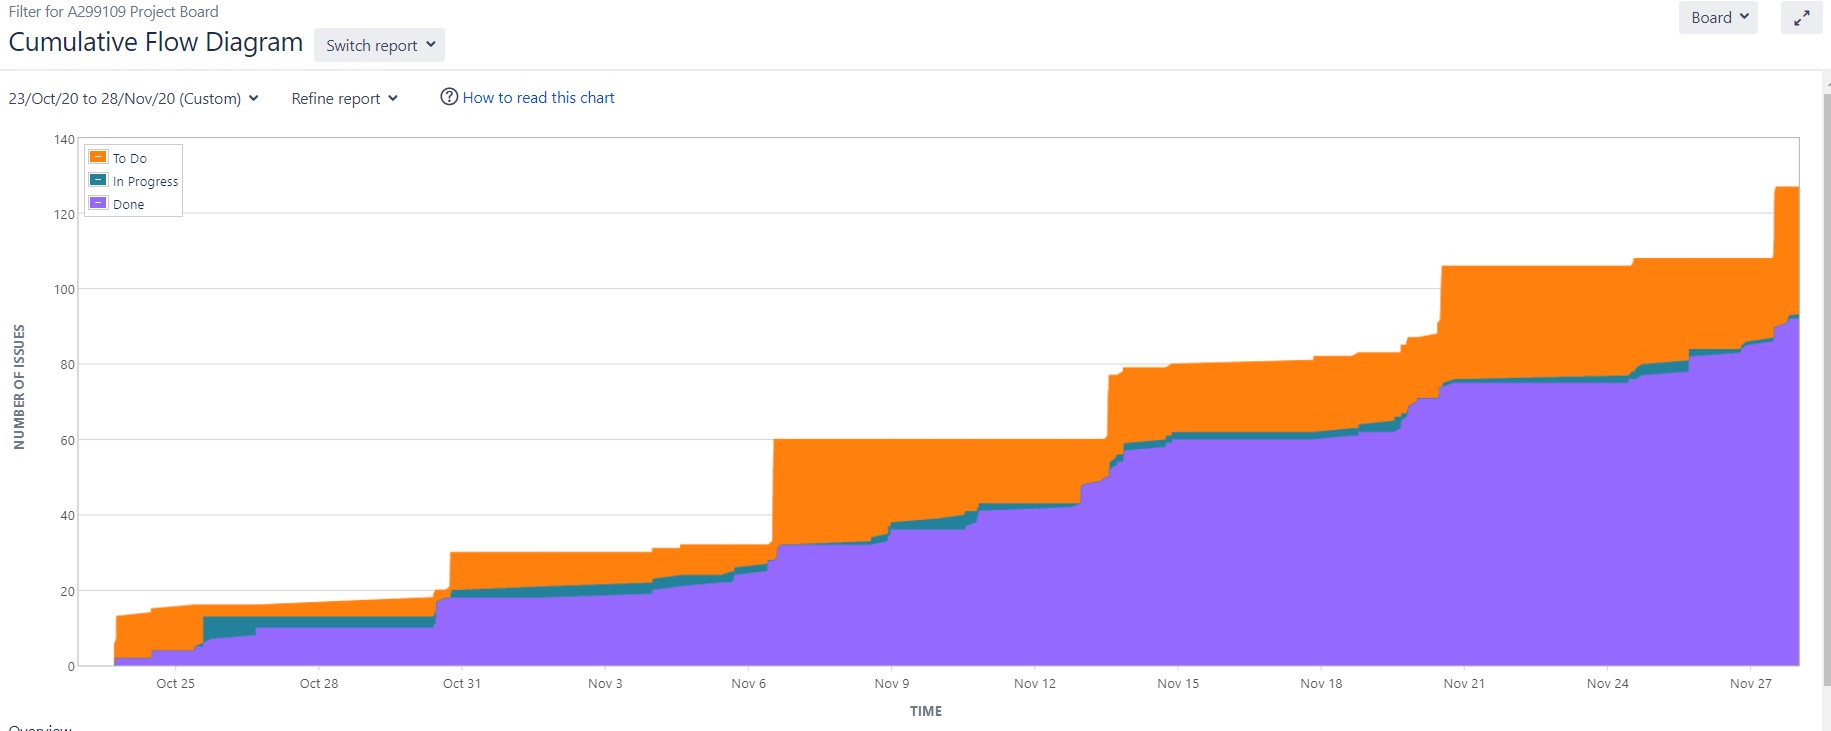 Filter for A299109 Project Board
Board
Cumulative Flow Diagram
Switch report
23/Oct/20 to 28/Nov/20 (Custom)
Refine report
How to read this chart
140
120
100
80
60
40
20
0
NUMBER OF ISSUES
To Do
In Progress
Done
Oct 25
Oct 28
Oct 31
Nov 3
Nov 6
Nov 9
Nov 12
Nov 15
Nov 18
Nov 21
Nov 24
Nov 27
TIME
Overview